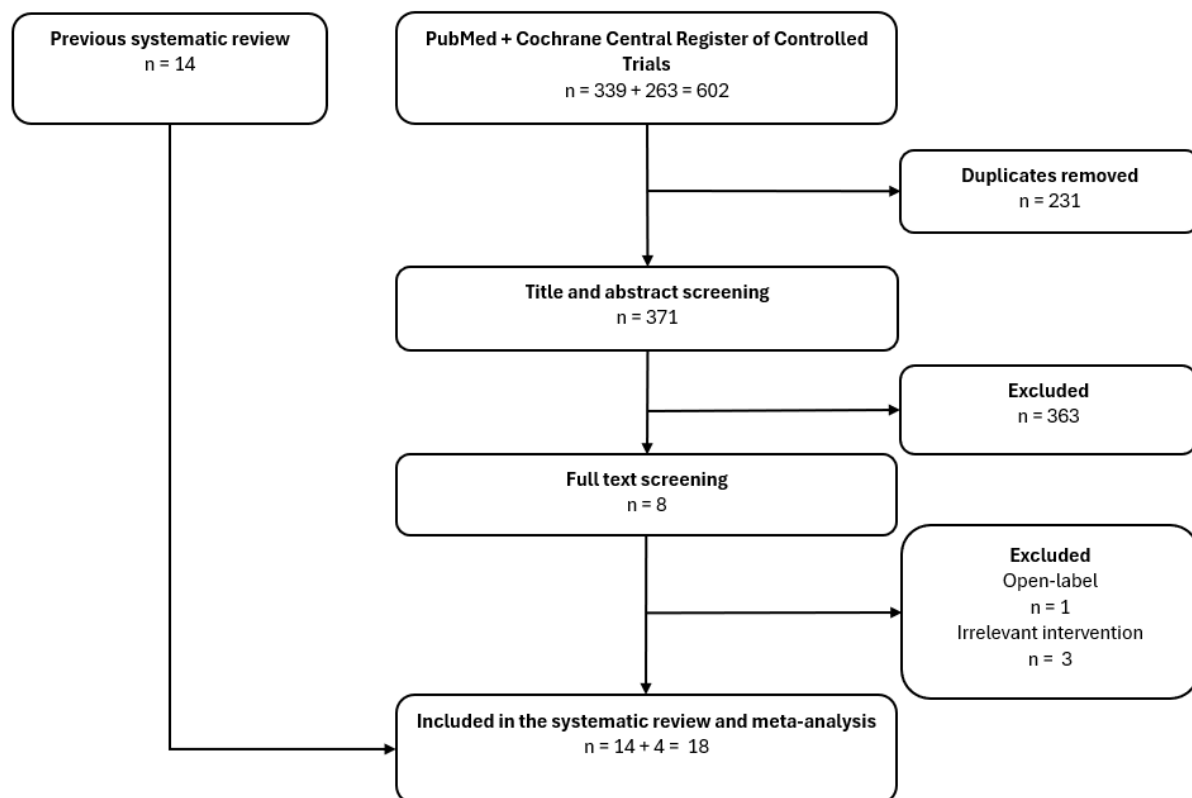 Previous systematic review
n = 14
PubMed + Cochrane Central Register of Controlled
Trials
n = 339 + 263 = 602
Duplicates removed
n = 231
Title and abstract screening
n = 371
Excluded
n = 363
Full text screening
n = 8
Excluded
Open-label
n = 1
Irrelevant intervention
n = 3
Included in the systematic review and meta-analysis
n = 14 + 4 = 18